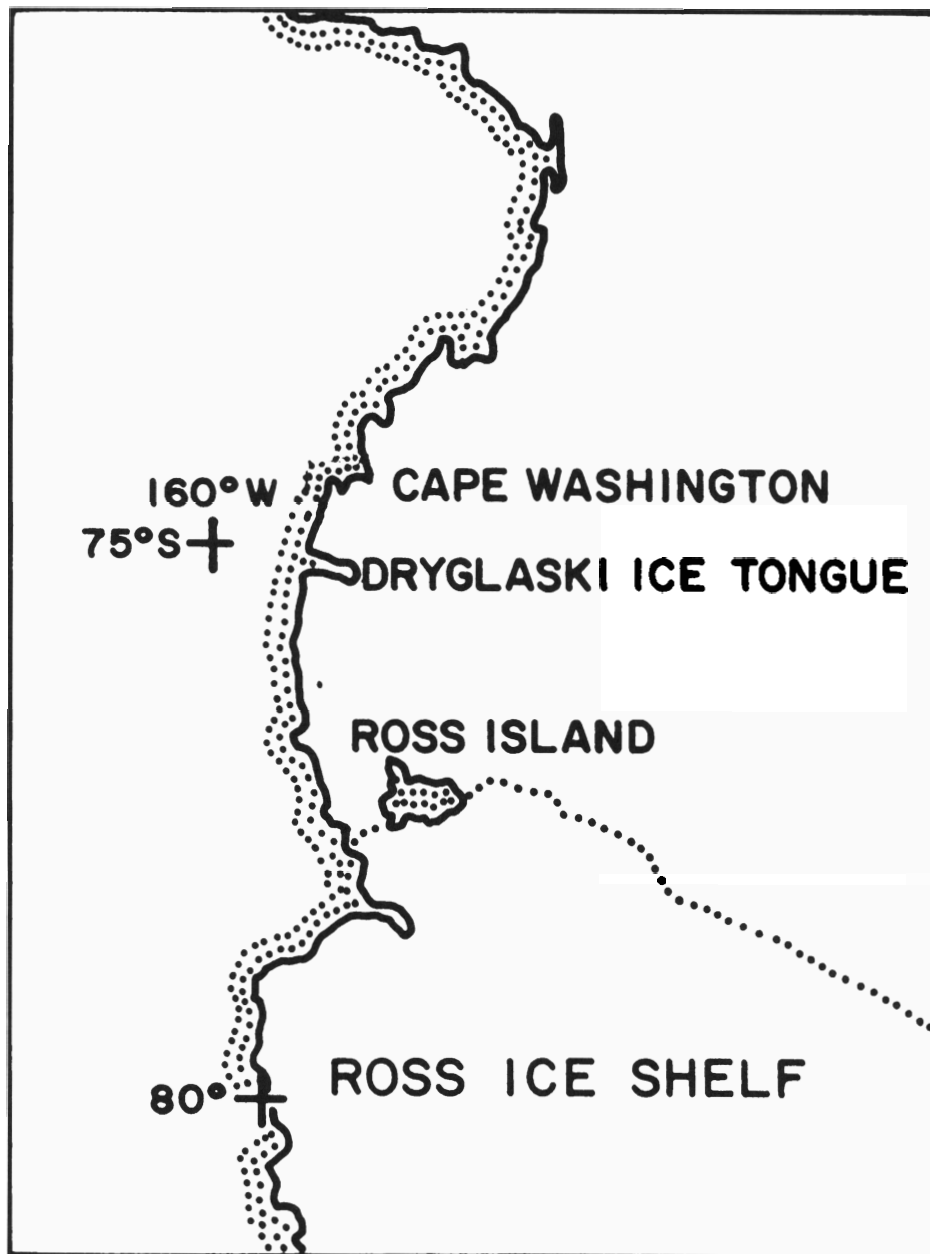 160°W CAPE WASHINGTON
75°S
DRYGLASKI ICE TONGUE
ROSS ISLAND
ROSS ICE SHELF
80°